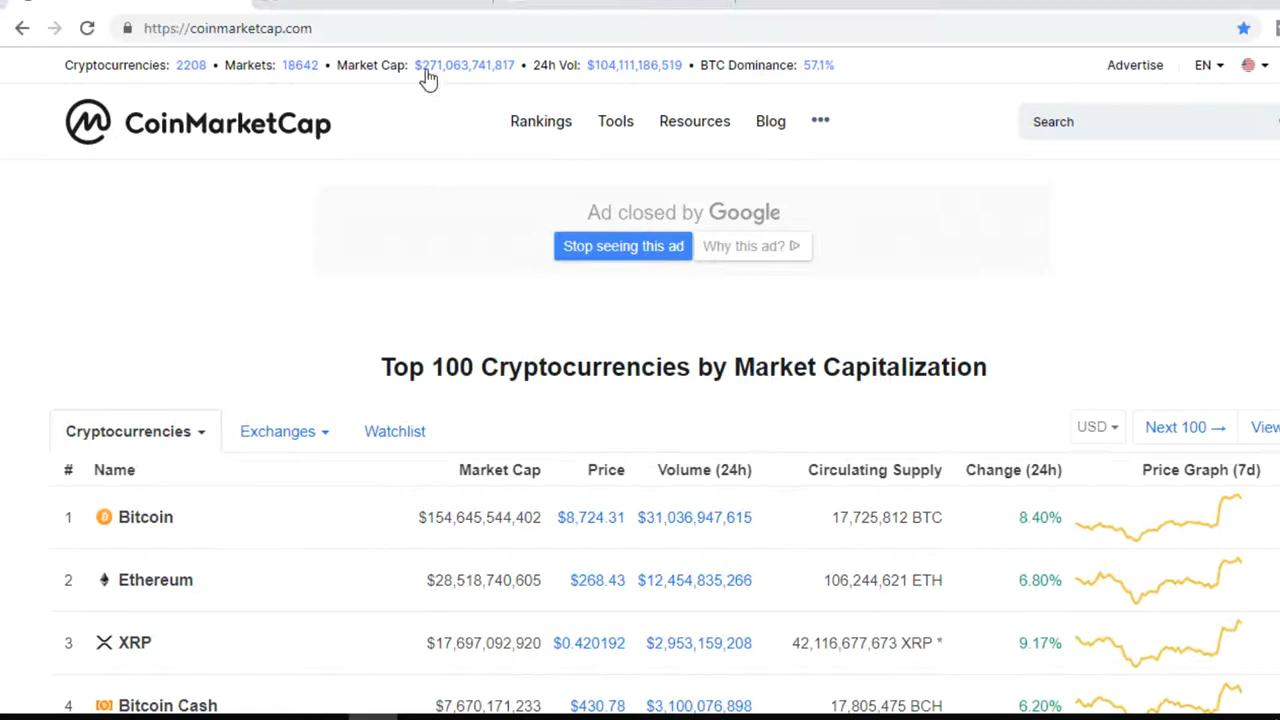 https://coinmarketcap.com
Cryptocurrencies: 2208 • Markets: 18642 • Market Cap: $271,063,741,817 • 24h Vol: $104,111,186,519 • BTC Dominance: 57.1% Advertise EN
CoinMarketCap Rankings Tools Resources Blog ••• Search
Ad closed by Google
Stop seeing this ad Why this ad?
Top 100 Cryptocurrencies by Market Capitalization
Cryptocurrencies Exchanges Watchlist USD Next 100 → View
# Name Market Cap Price Volume (24h) Circulating Supply Change (24h) Price Graph (7d)
1 Bitcoin $154,645,544,402 $8,724.31 $31,036,947,615 17,725,812 BTC 8.40%
2 Ethereum $28,518,740,605 $268.43 $12,454,835,266 106,244,621 ETH 6.80%
3 XRP $17,697,092,920 $0.420192 $2,953,159,208 42,116,677,673 XRP * 9.17%
4 Bitcoin Cash $7,670,171,233 $430.78 $3,100,076,898 17,805,475 BCH 6.20%